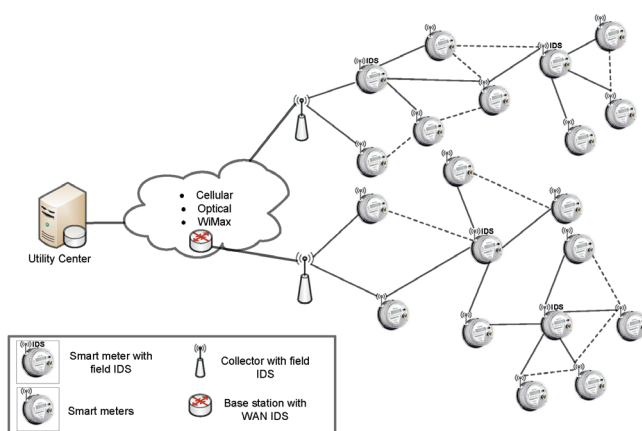 IDS
IDS
• Cellular
• Optical
• WiMax
Utility Center
IDS
IDS
IDS
Smart meter with
field IDS
Collector with field
IDS
Smart meters
Base station with
WAN IDS